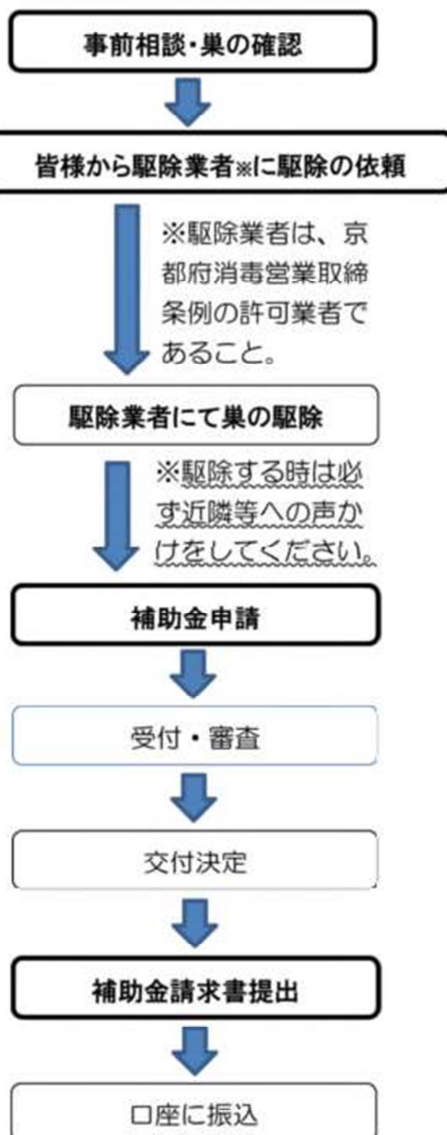 事前相談・巣の確認
皆様から駆除業者※に駆除の依頼
※駆除業者は、京
都府消毒営業取締
条例の許可業者で
あること。
駆除業者にて巣の駆除
※駆除する時は必
ず近隣等への声か
けをしてください。
補助金申請
受付・審査
交付決定
補助金請求書提出
口座に振込